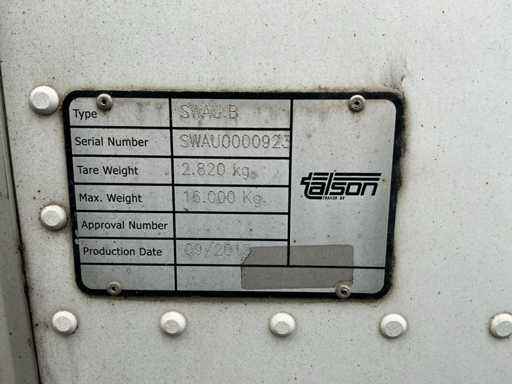 Type SWAU.B
Serial Number SWAU0000923
Tare Weight 2.820 kg.
talson
Max. Weight 16.000 Kg.
Approval Number
Production Date